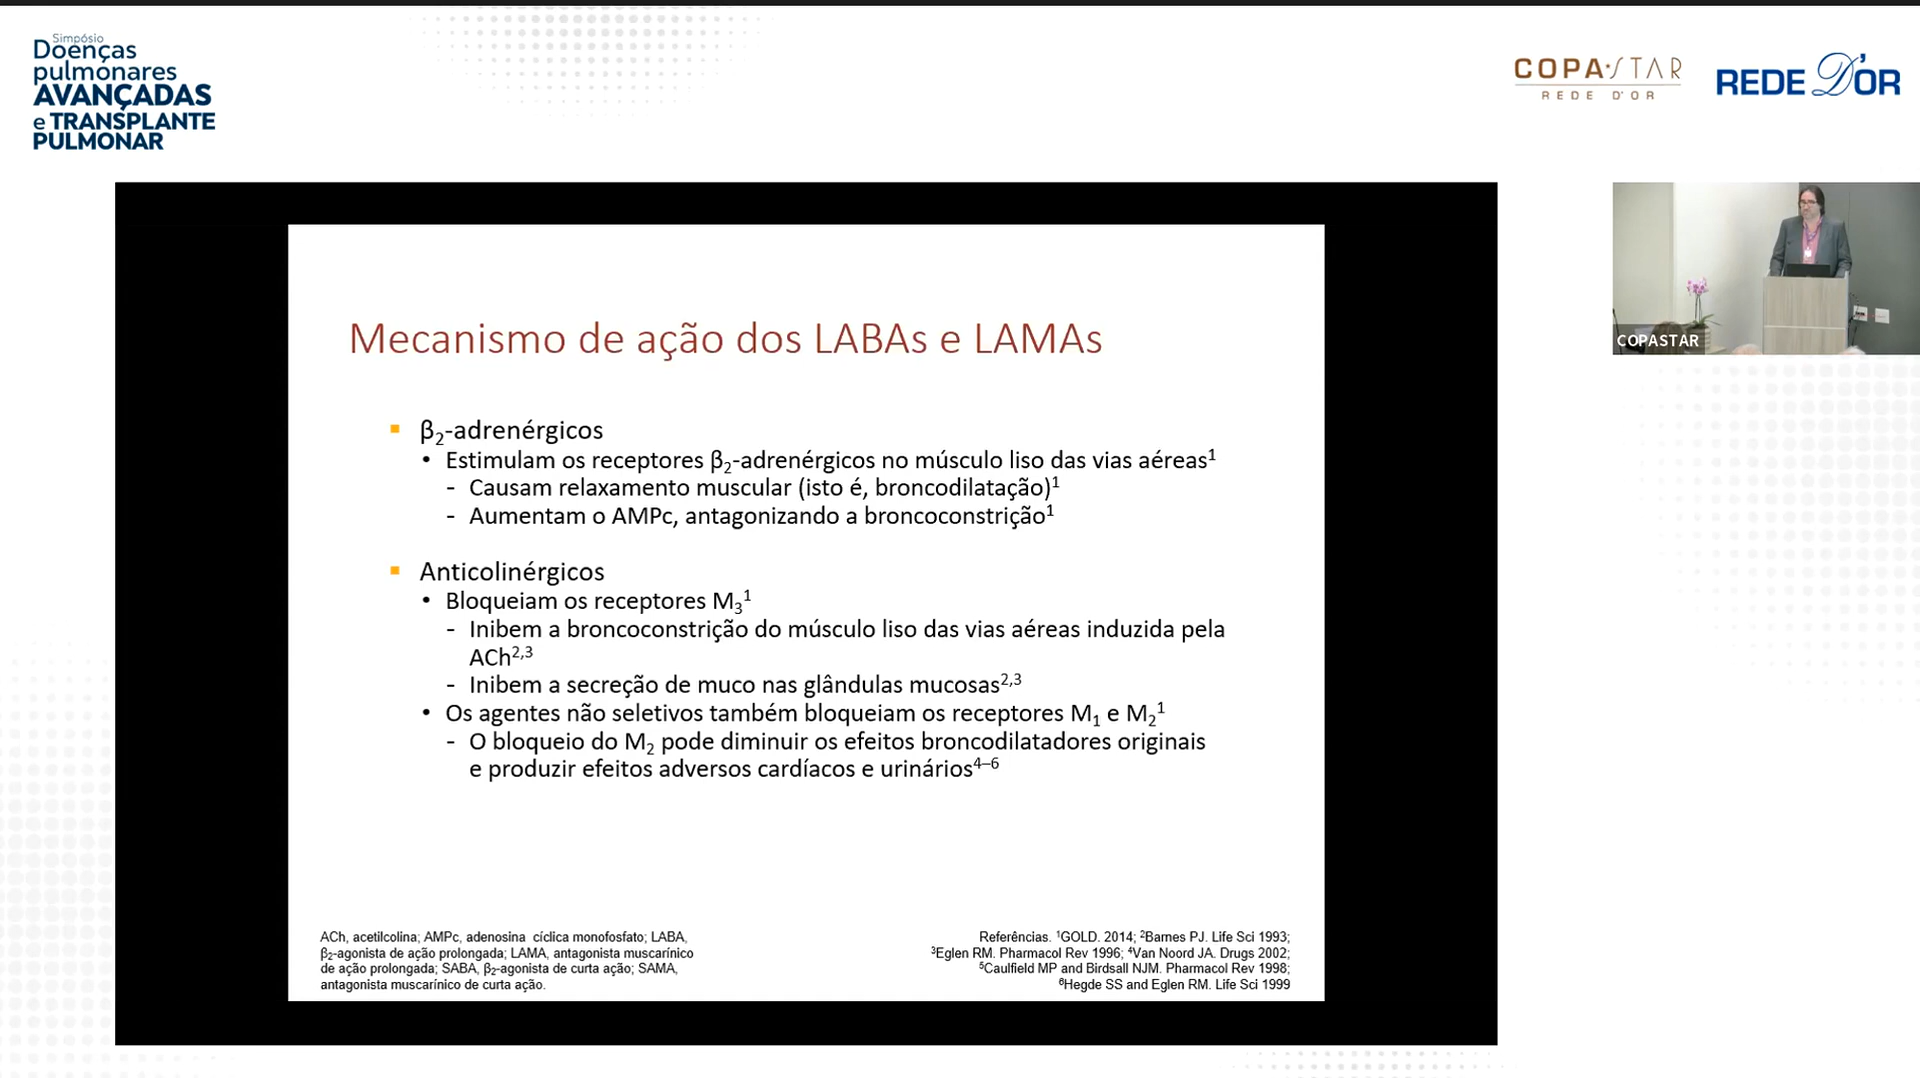 Simpósio
Doenças
pulmonares
AVANÇADAS
e TRANSPLANTE
PULMONAR
COPA STAR
REDE D'OR
REDE D'OR
COPASTAR
Mecanismo de ação dos LABAs e LAMAs
▪ β₂-adrenérgicos
• Estimulam os receptores β₂-adrenérgicos no músculo liso das vias aéreas¹
- Causam relaxamento muscular (isto é, broncodilatação)¹
- Aumentam o AMPc, antagonizando a broncoconstrição¹
▪ Anticolinérgicos
• Bloqueiam os receptores M₃¹
- Inibem a broncoconstrição do músculo liso das vias aéreas induzida pela
ACh²,³
- Inibem a secreção de muco nas glândulas mucosas²,³
• Os agentes não seletivos também bloqueiam os receptores M₁ e M₂¹
- O bloqueio do M₂ pode diminuir os efeitos broncodilatadores originais
e produzir efeitos adversos cardíacos e urinários⁴⁻⁶
ACh, acetilcolina; AMPc, adenosina cíclica monofosfato; LABA,
β₂-agonista de ação prolongada; LAMA, antagonista muscarínico
de ação prolongada; SABA, β₂-agonista de curta ação; SAMA,
antagonista muscarínico de curta ação.
Referências. ¹GOLD. 2014; ²Barnes PJ. Life Sci 1993;
³Eglen RM. Pharmacol Rev 1996; ⁴Van Noord JA. Drugs 2002;
⁵Caulfield MP and Birdsall NJM. Pharmacol Rev 1998;
⁶Hegde SS and Eglen RM. Life Sci 1999